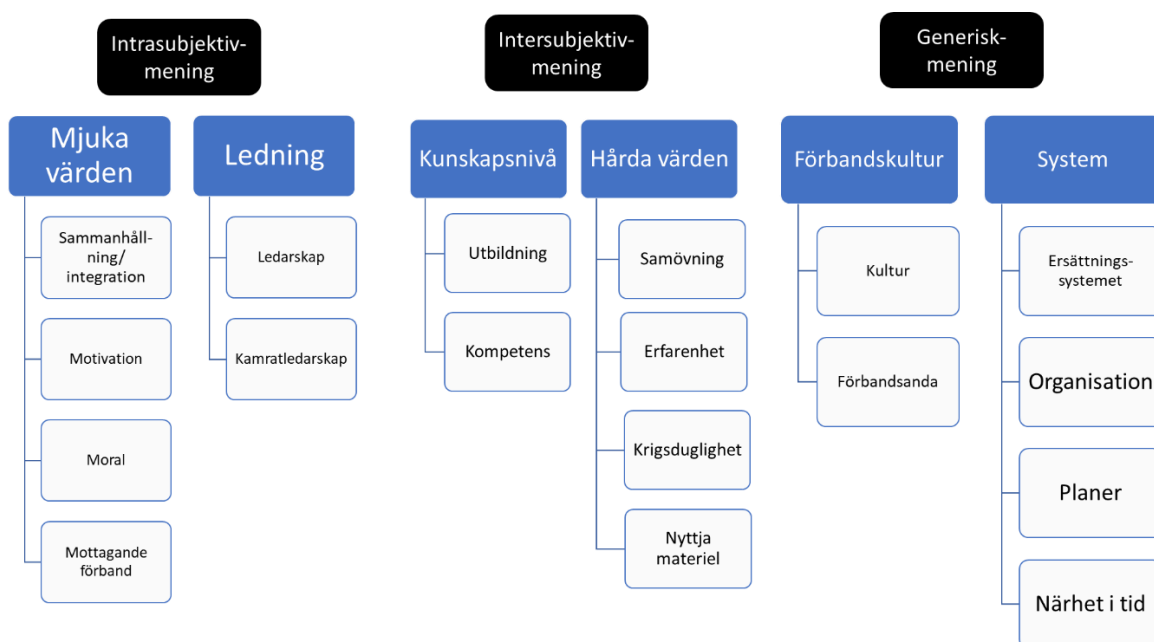 Intrasubjektiv-
mening
Intersubjektiv-
mening
Generisk-
mening
Mjuka
värden
Sammanhåll-
ning/
integration
Motivation
Moral
Mottagande
förband
Ledning
Ledarskap
Kamratledarskap
Kunskapsnivå
Utbildning
Kompetens
Hårda värden
Samövning
Erfarenhet
Krigsduglighet
Nyttja
materiel
Förbandskultur
Kultur
Förbandsanda
System
Ersättnings-
systemet
Organisation
Planer
Närhet i tid